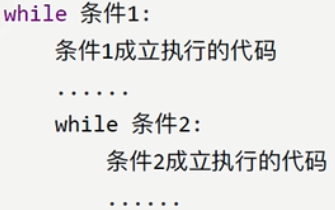 while 条件1:
条件1成立执行的代码
......
while 条件2:
条件2成立执行的代码
......